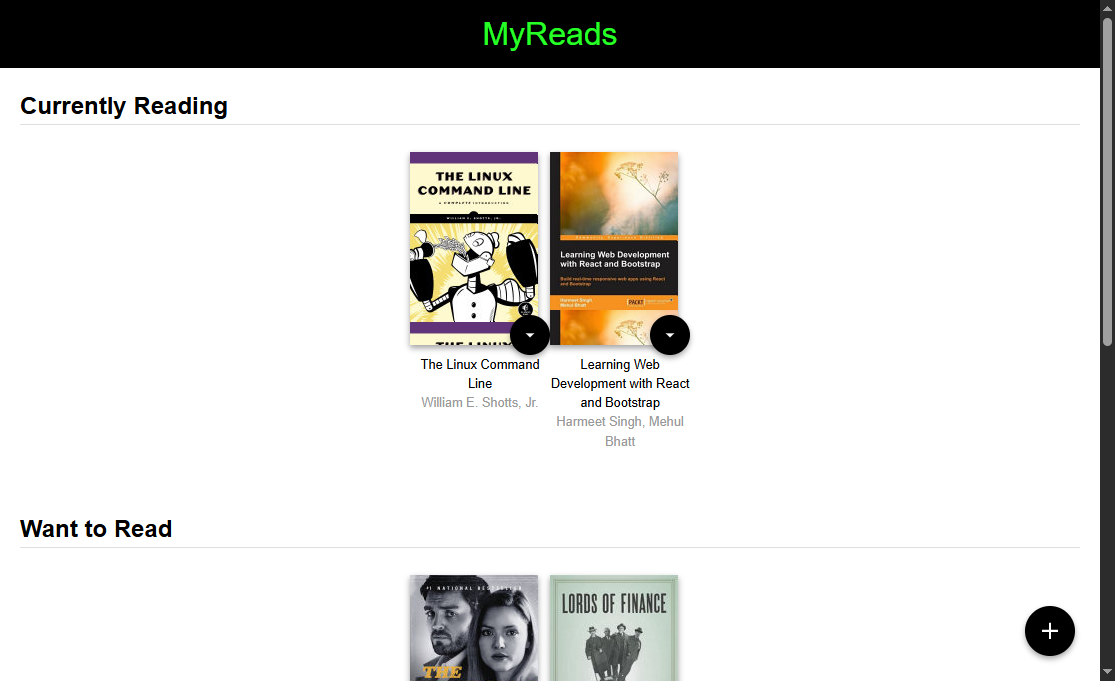 MyReads
Currently Reading
THE LINUX
COMMAND LINE
A COMPLETE INTRODUCTION
WILLIAM E. SHOTTS, JR.
THE LINUX
Learning Web Development
with React and Bootstrap
Build real-time responsive web apps using React
and Bootstrap
Harmeet Singh
Mehul Bhatt
PACKT
The Linux Command
Line
William E. Shotts, Jr.
Learning Web
Development with React
and Bootstrap
Harmeet Singh, Mehul
Bhatt
Want to Read
#1 NATIONAL BESTSELLER
THE
LORDS OF FINANCE